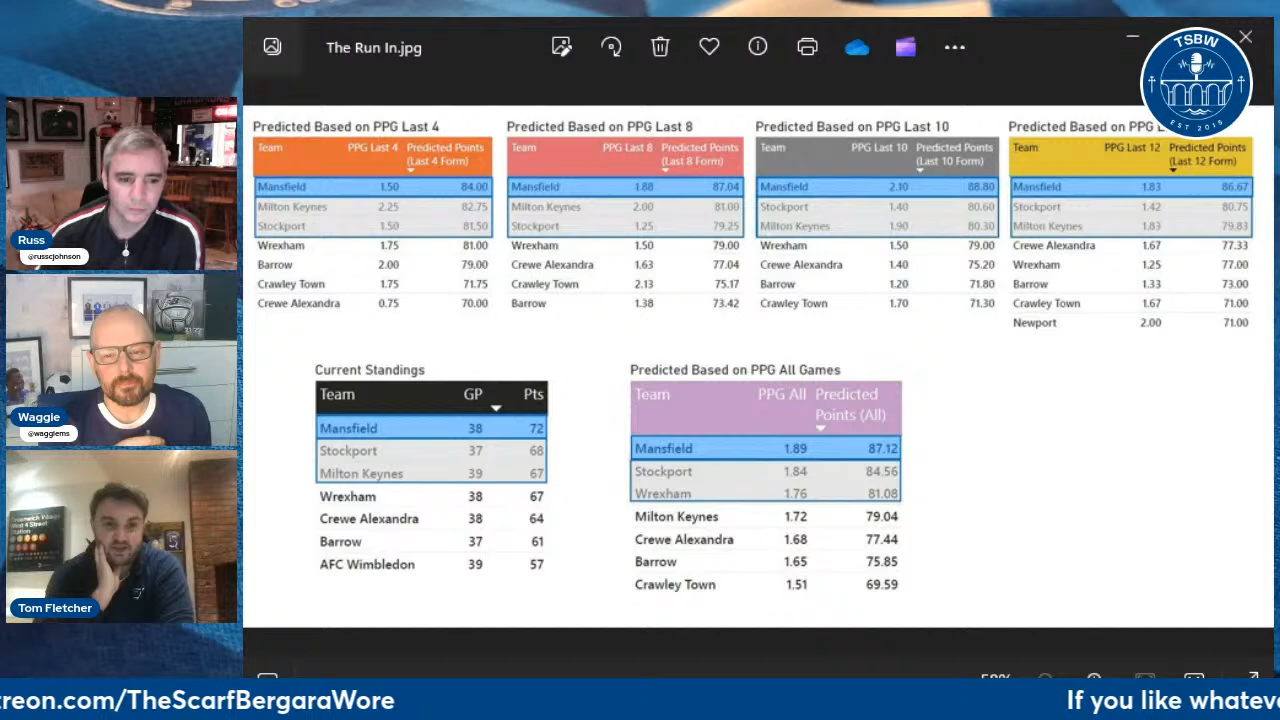 The Run In.jpg
TSBW
EST 2015
Predicted Based on PPG Last 4
Team PPG Last 4 Predicted Points (Last 4 Form)
Mansfield 1.50 84.00
Milton Keynes 2.25 82.75
Stockport 1.50 81.50
Wrexham 1.75 81.00
Barrow 2.00 79.00
Crawley Town 1.75 71.75
Crewe Alexandra 0.75 70.00
Predicted Based on PPG Last 8
Team PPG Last 8 Predicted Points (Last 8 Form)
Mansfield 1.88 87.04
Milton Keynes 2.00 81.00
Stockport 1.25 79.25
Wrexham 1.50 79.00
Crewe Alexandra 1.63 77.04
Crawley Town 2.13 75.17
Barrow 1.38 73.42
Predicted Based on PPG Last 10
Team PPG Last 10 Predicted Points (Last 10 Form)
Mansfield 2.10 88.80
Stockport 1.40 80.60
Milton Keynes 1.90 80.30
Wrexham 1.50 79.00
Crewe Alexandra 1.40 75.20
Barrow 1.20 71.80
Crawley Town 1.70 71.30
Predicted Based on PPG L
Team PPG Last 12 Predicted Points (Last 12 Form)
Mansfield 1.83 86.67
Stockport 1.42 80.75
Milton Keynes 1.83 79.83
Crewe Alexandra 1.67 77.33
Wrexham 1.25 77.00
Barrow 1.33 73.00
Crawley Town 1.67 71.00
Newport 2.00 71.00
Current Standings
Team GP Pts
Mansfield 38 72
Stockport 37 68
Milton Keynes 39 67
Wrexham 38 67
Crewe Alexandra 38 64
Barrow 37 61
AFC Wimbledon 39 57
Predicted Based on PPG All Games
Team PPG All Predicted Points (All)
Mansfield 1.89 87.12
Stockport 1.84 84.56
Wrexham 1.76 81.08
Milton Keynes 1.72 79.04
Crewe Alexandra 1.68 77.44
Barrow 1.65 75.85
Crawley Town 1.51 69.59
Russ
@russcjohnson
Waggie
@wagglems
Tom Fletcher
treon.com/TheScarfBergaraWore
If you like whateve